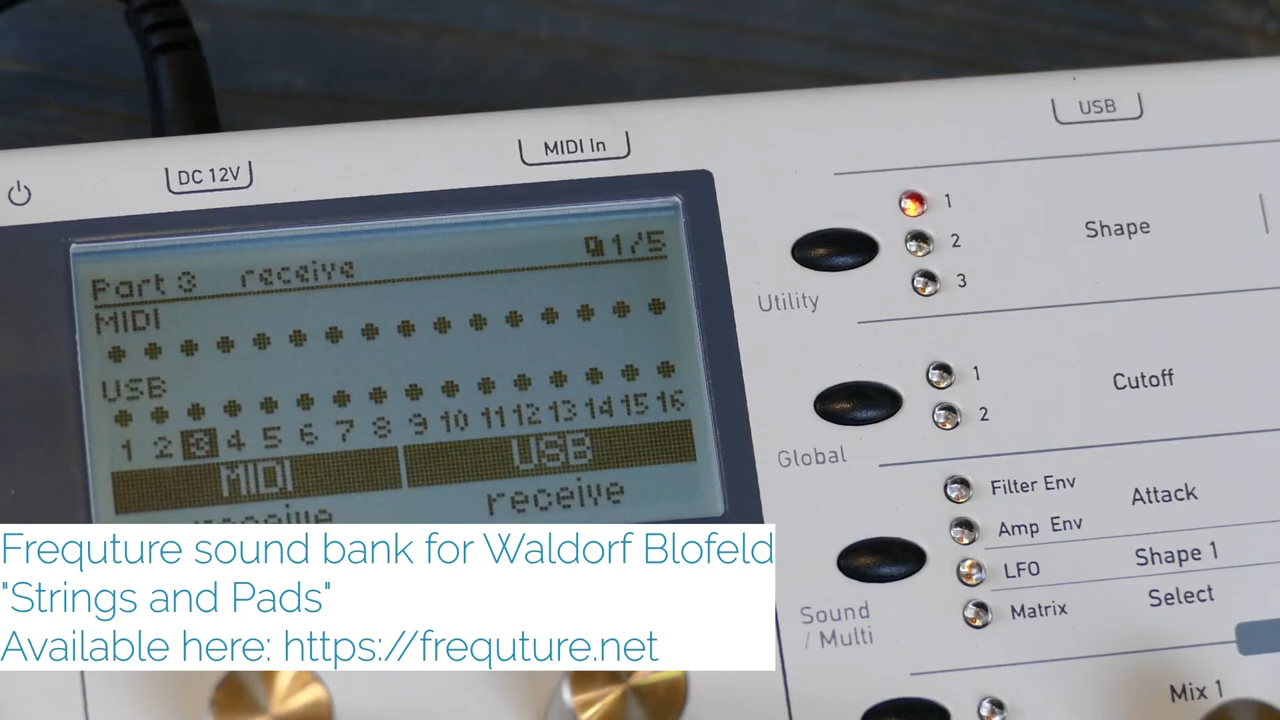 USB
MIDI In
DC 12V
1
2
3
Shape
Utility
Part 3 receive 1/5
MIDI
USB
1 2 3 4 5 6 7 8 9 10 11 12 13 14 15 16
MIDI USB
receive receive
1
2
Cutoff
Global
Filter Env
Attack
Amp Env
LFO
Shape 1
Matrix
Select
Sound
/ Multi
Mix 1
Frequture sound bank for Waldorf Blofeld
"Strings and Pads"
Available here: https://frequture.net